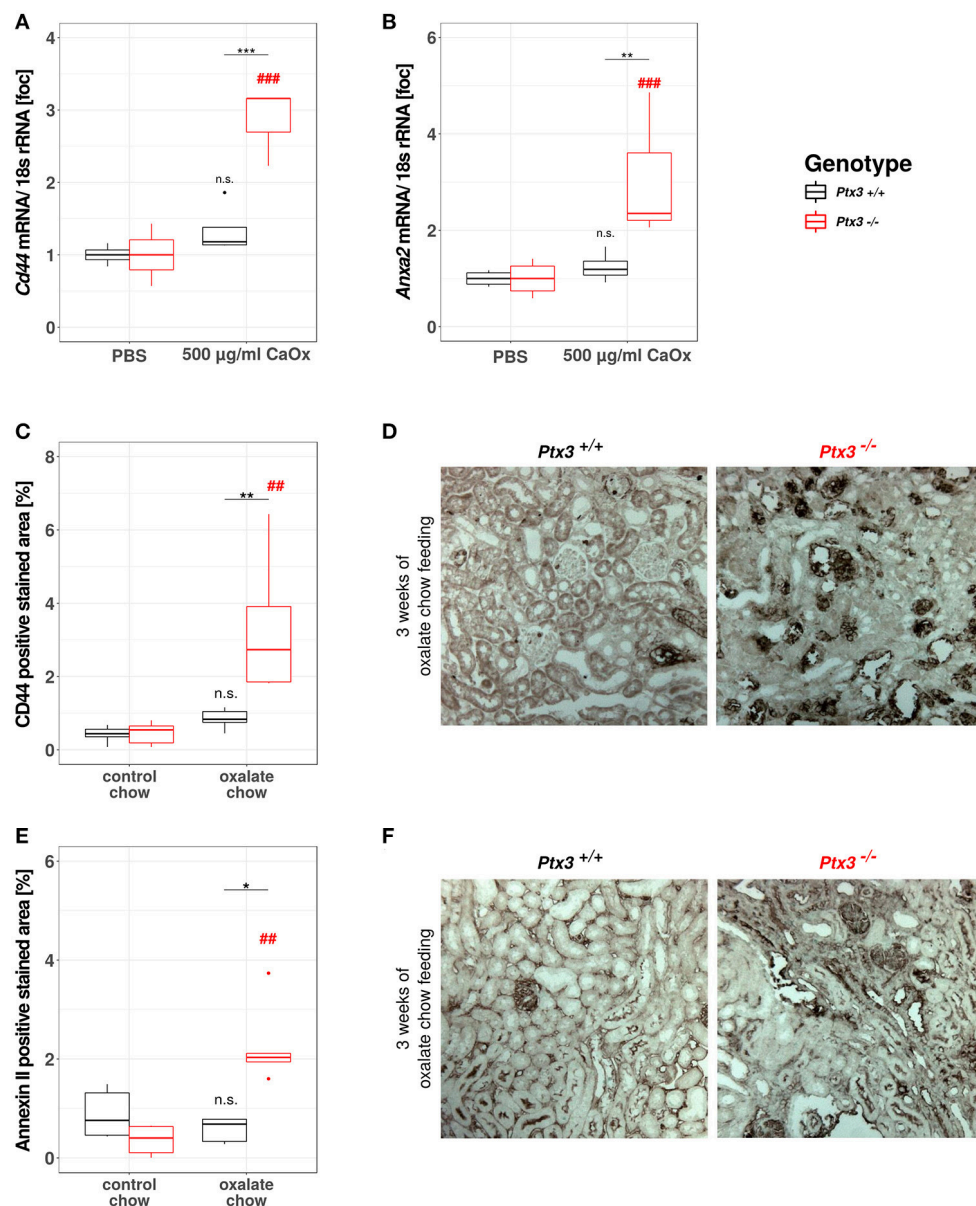 A
Cd44 mRNA/ 18s rRNA [foc]
4
3
2
1
0
***
###
n.s.
PBS
500 µg/ml CaOx
B
Anxa2 mRNA/ 18s rRNA [foc]
6
4
2
0
**
###
n.s.
PBS
500 µg/ml CaOx
Genotype
Ptx3 +/+
Ptx3 -/-
C
CD44 positive stained area [%]
8
6
4
2
0
**
##
n.s.
control
chow
oxalate
chow
D
Ptx3 +/+
Ptx3 -/-
3 weeks of
oxalate chow feeding
E
Annexin II positive stained area [%]
6
4
2
0
*
##
n.s.
control
chow
oxalate
chow
F
Ptx3 +/+
Ptx3 -/-
3 weeks of
oxalate chow feeding